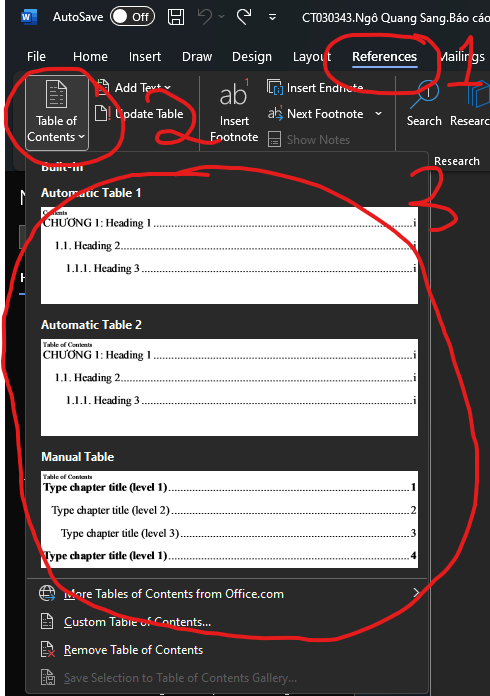 AutoSave Off CT030343.Ngô Quang Sang.Báo cáo
File Home Insert Draw Design Layout References Mailings
1
Table of Contents
Add Text
Update Table
2
ab
Insert Footnote
Insert Endnote
Next Footnote
Show Notes
Search
Research
Built-In
3
Automatic Table 1
Contents
CHƯƠNG 1: Heading 1 i
1.1. Heading 2 i
1.1.1. Heading 3 i
Automatic Table 2
Table of Contents
CHƯƠNG 1: Heading 1 i
1.1. Heading 2 i
1.1.1. Heading 3 i
Manual Table
Table of Contents
Type chapter title (level 1) 1
Type chapter title (level 2) 2
Type chapter title (level 3) 3
Type chapter title (level 1) 4
More Tables of Contents from Office.com
Custom Table of Contents...
Remove Table of Contents
Save Selection to Table of Contents Gallery...